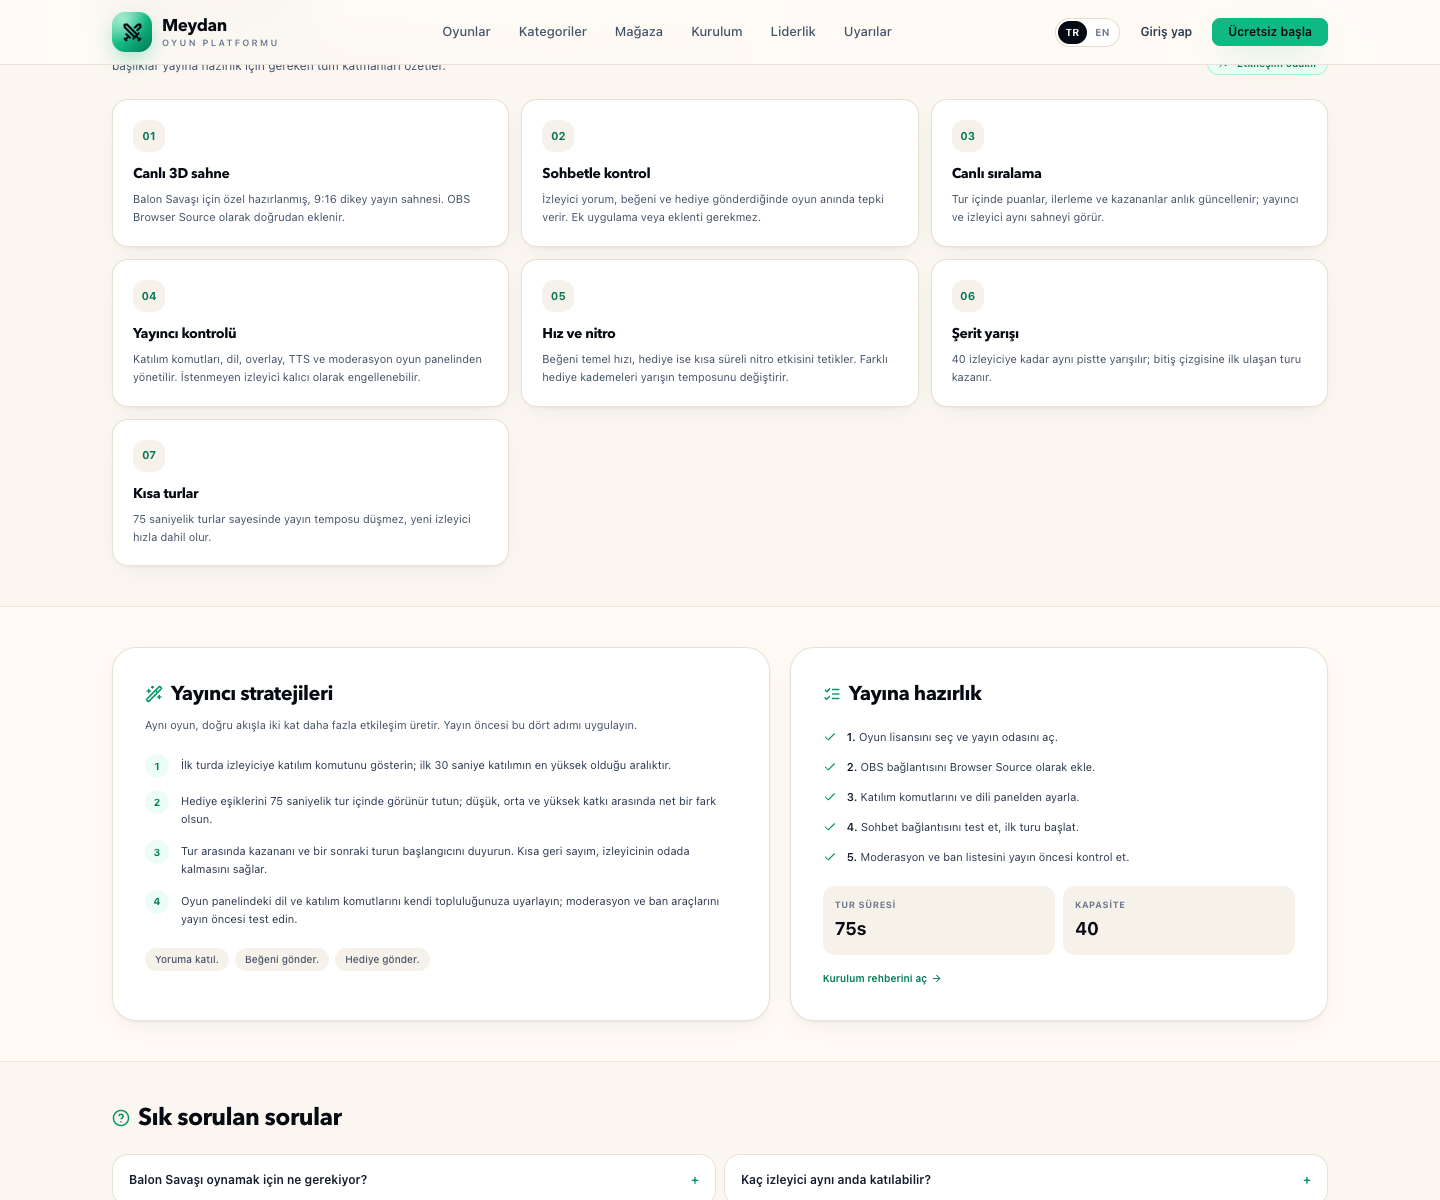 Meydan
OYUN PLATFORMU
Oyunlar
Kategoriler
Mağaza
Kurulum
Liderlik
Uyarılar
TR
EN
Giriş yap
Ücretsiz başla
başlıklar yayına hazırlık için gereken tüm katmanları özetler.
Etkileşim odaklı
01
Canlı 3D sahne
Balon Savaşı için özel hazırlanmış, 9:16 dikey yayın sahnesi. OBS
Browser Source olarak doğrudan eklenir.
02
Sohbetle kontrol
İzleyici yorum, beğeni ve hediye gönderdiğinde oyun anında tepki
verir. Ek uygulama veya eklenti gerekmez.
03
Canlı sıralama
Tur içinde puanlar, ilerleme ve kazananlar anlık güncellenir; yayıncı
ve izleyici aynı sahneyi görür.
04
Yayıncı kontrolü
Katılım komutları, dil, overlay, TTS ve moderasyon oyun panelinden
yönetilir. İstenmeyen izleyici kalıcı olarak engellenebilir.
05
Hız ve nitro
Beğeni temel hızı, hediye ise kısa süreli nitro etkisini tetikler. Farklı
hediye kademeleri yarışın temposunu değiştirir.
06
Şerit yarışı
40 izleyiciye kadar aynı pistte yarışılır; bitiş çizgisine ilk ulaşan turu
kazanır.
07
Kısa turlar
75 saniyelik turlar sayesinde yayın temposu düşmez, yeni izleyici
hızla dahil olur.
Yayıncı stratejileri
Aynı oyun, doğru akışla iki kat daha fazla etkileşim üretir. Yayın öncesi bu dört adımı uygulayın.
1
İlk turda izleyiciye katılım komutunu gösterin; ilk 30 saniye katılımın en yüksek olduğu aralıktır.
2
Hediye eşiklerini 75 saniyelik tur içinde görünür tutun; düşük, orta ve yüksek katkı arasında net bir fark
olsun.
3
Tur arasında kazananı ve bir sonraki turun başlangıcını duyurun. Kısa geri sayım, izleyicinin odada
kalmasını sağlar.
4
Oyun panelindeki dil ve katılım komutlarını kendi topluluğunuza uyarlayın; moderasyon ve ban araçlarını
yayın öncesi test edin.
Yoruma katıl.
Beğeni gönder.
Hediye gönder.
Yayına hazırlık
1. Oyun lisansını seç ve yayın odasını aç.
2. OBS bağlantısını Browser Source olarak ekle.
3. Katılım komutlarını ve dili panelden ayarla.
4. Sohbet bağlantısını test et, ilk turu başlat.
5. Moderasyon ve ban listesini yayın öncesi kontrol et.
TUR SÜRESİ
75s
KAPASİTE
40
Kurulum rehberini aç →
Sık sorulan sorular
Balon Savaşı oynamak için ne gerekiyor?
+
Kaç izleyici aynı anda katılabilir?
+